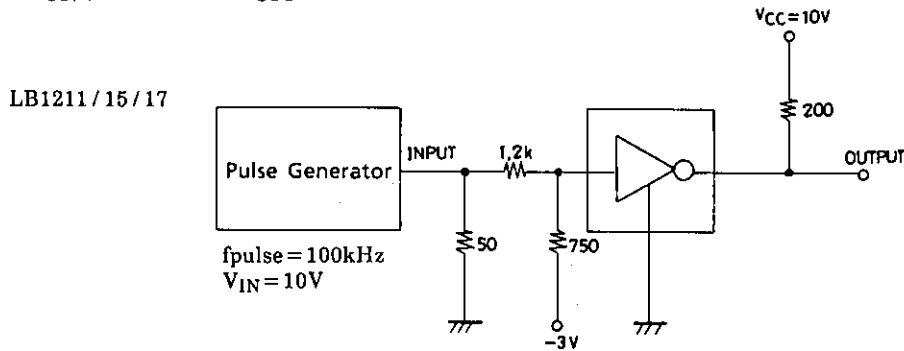 VCC=10V
LB1211/15/17
200
INPUT
1.2k
OUTPUT
Pulse Generator
50
750
fpulse=100kHz
VIN=10V
-3V